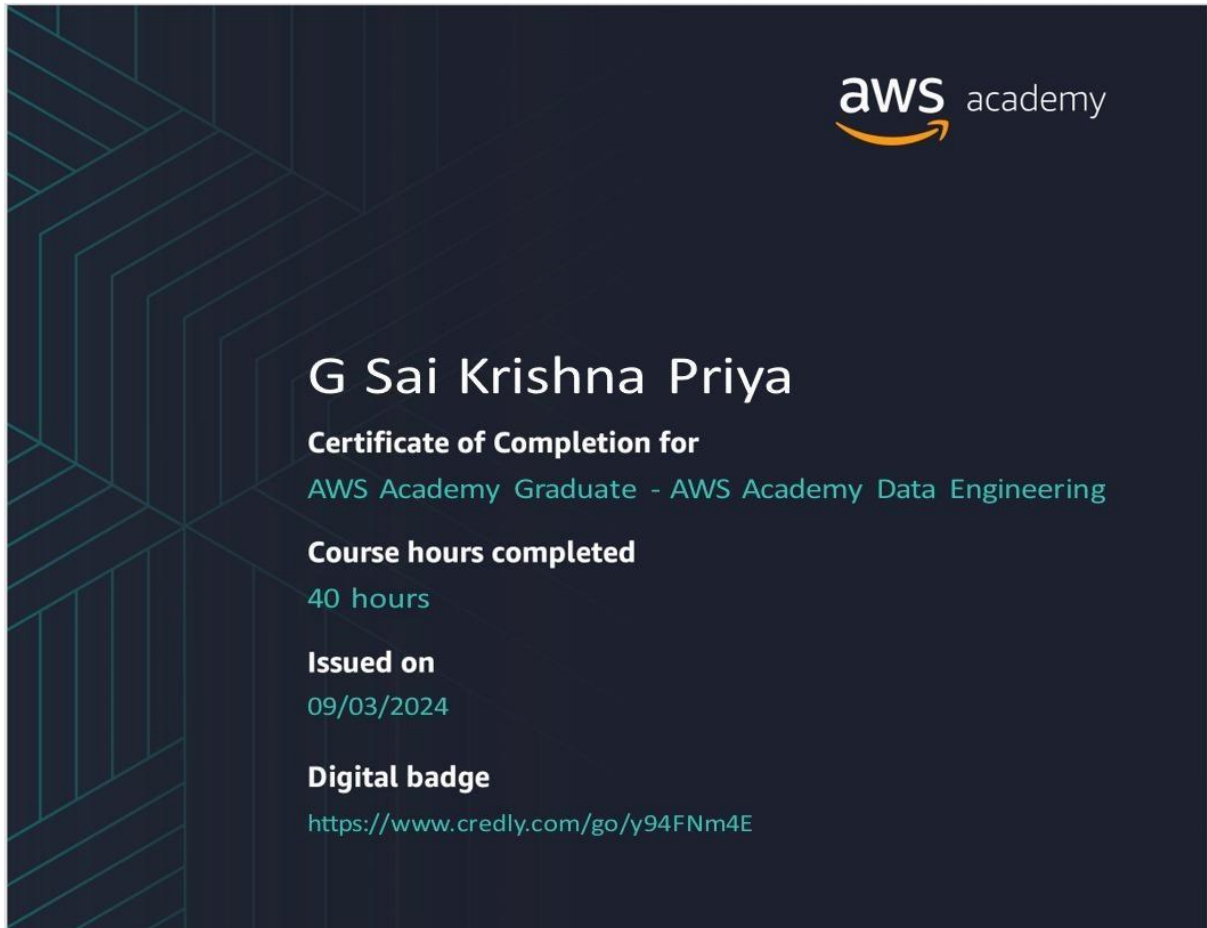 aws academy
G Sai Krishna Priya
Certificate of Completion for
AWS Academy Graduate - AWS Academy Data Engineering
Course hours completed
40 hours
Issued on
09/03/2024
Digital badge
https://www.credly.com/go/y94FNm4E